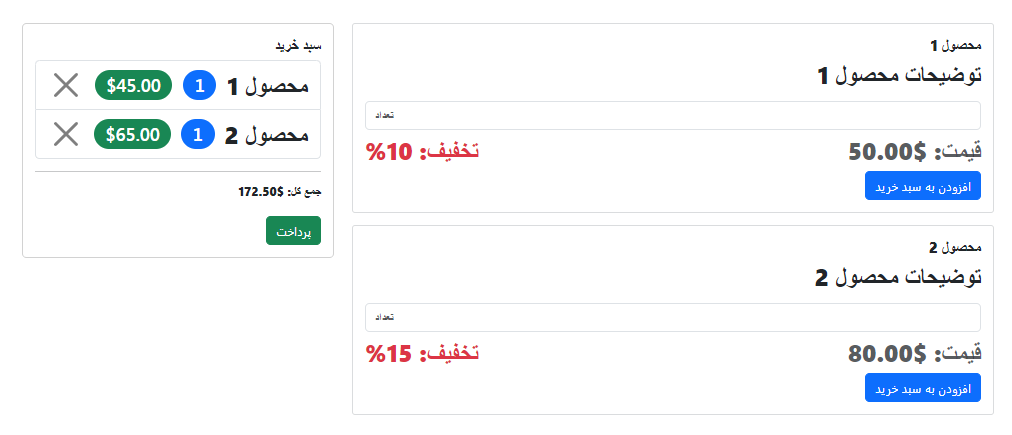 محصول 1
توضیحات محصول 1
تعداد
قیمت: 50.00$ تخفیف: 10%
افزودن به سبد خرید
محصول 2
توضیحات محصول 2
تعداد
قیمت: 80.00$ تخفیف: 15%
افزودن به سبد خرید
سبد خرید
محصول 1 1 $45.00
محصول 2 1 $65.00
جمع کل: 172.50$
پرداخت